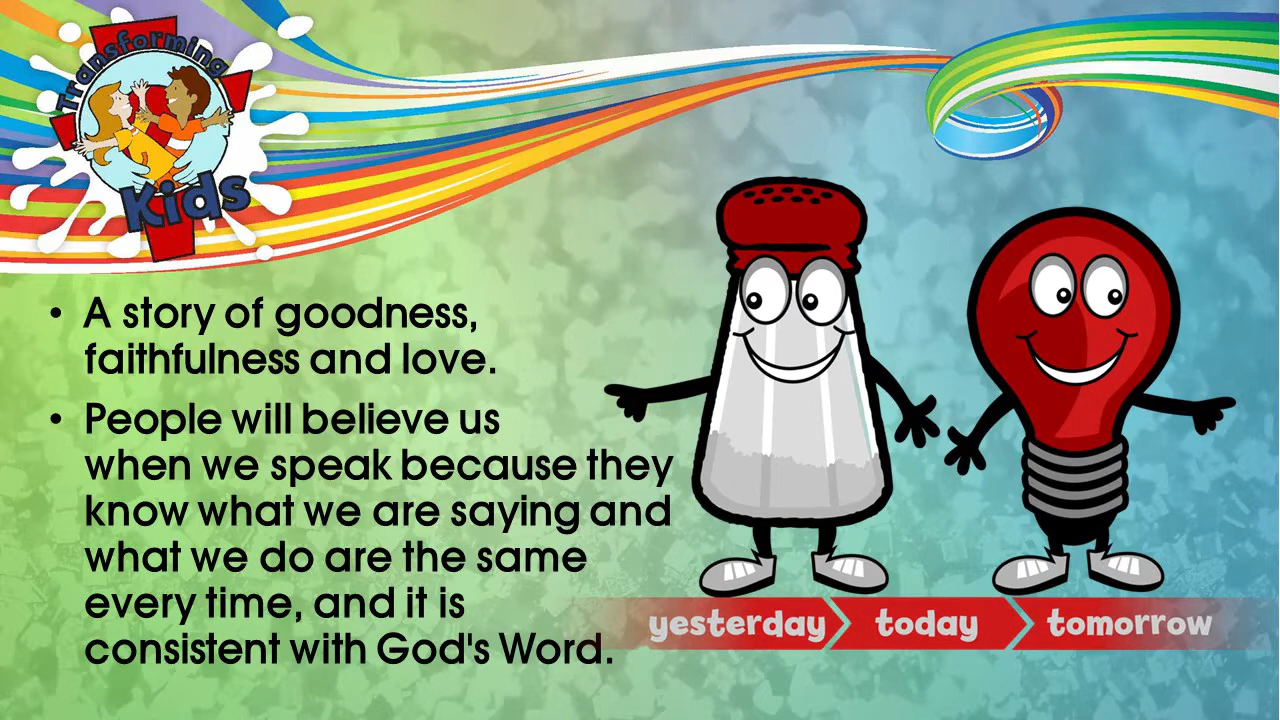 Transforming
Kids
• A story of goodness,
faithfulness and love.
• People will believe us
when we speak because they
know what we are saying and
what we do are the same
every time, and it is
consistent with God's Word.
yesterday today tomorrow